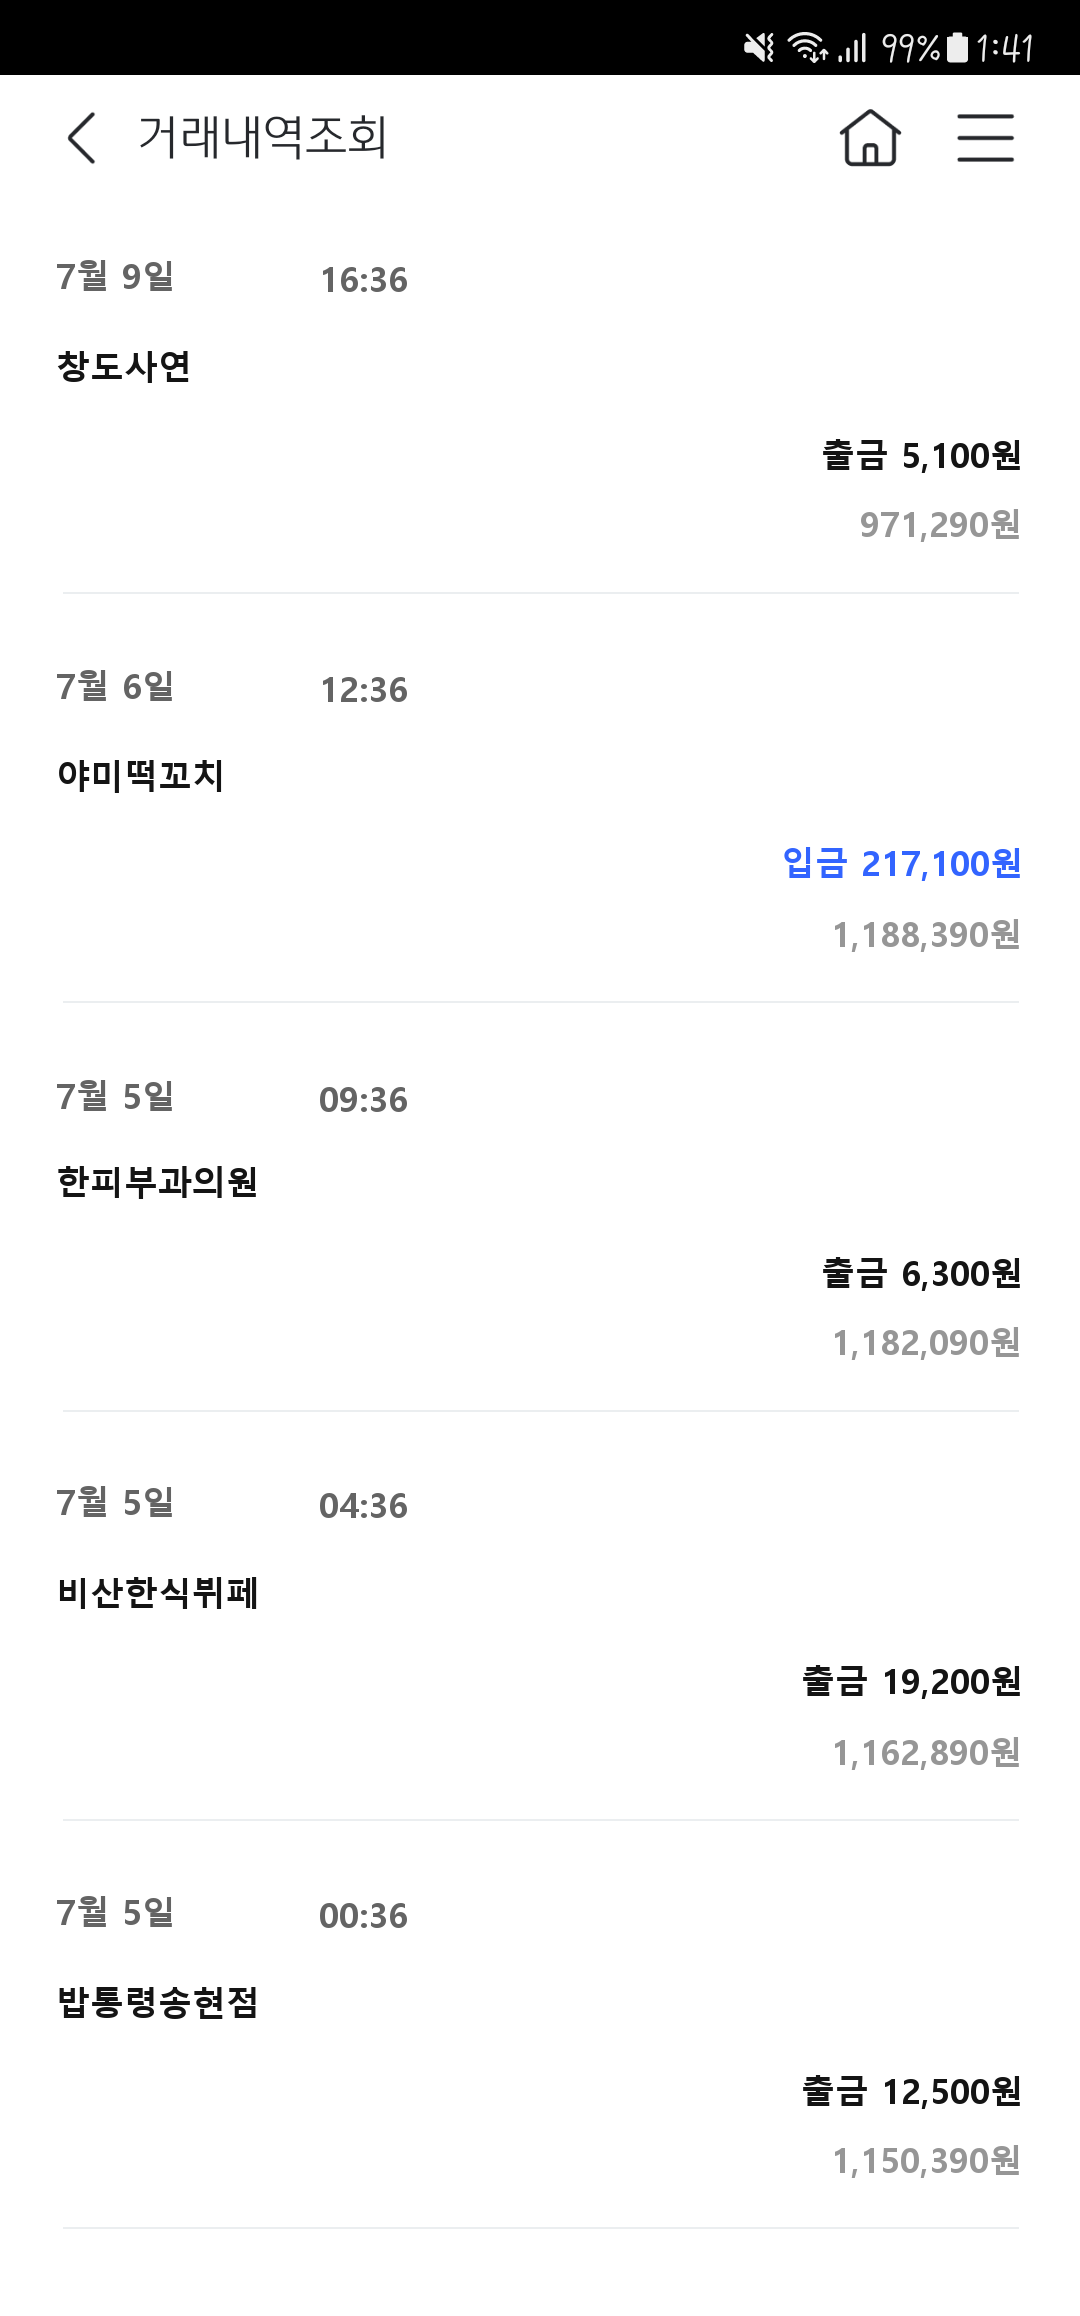 99% 1:41
거래내역조회
7월 9일 16:36
창도사연
출금 5,100원
971,290원
7월 6일 12:36
야미떡꼬치
입금 217,100원
1,188,390원
7월 5일 09:36
한피부과의원
출금 6,300원
1,182,090원
7월 5일 04:36
비산한식뷔페
출금 19,200원
1,162,890원
7월 5일 00:36
밥통령송현점
출금 12,500원
1,150,390원